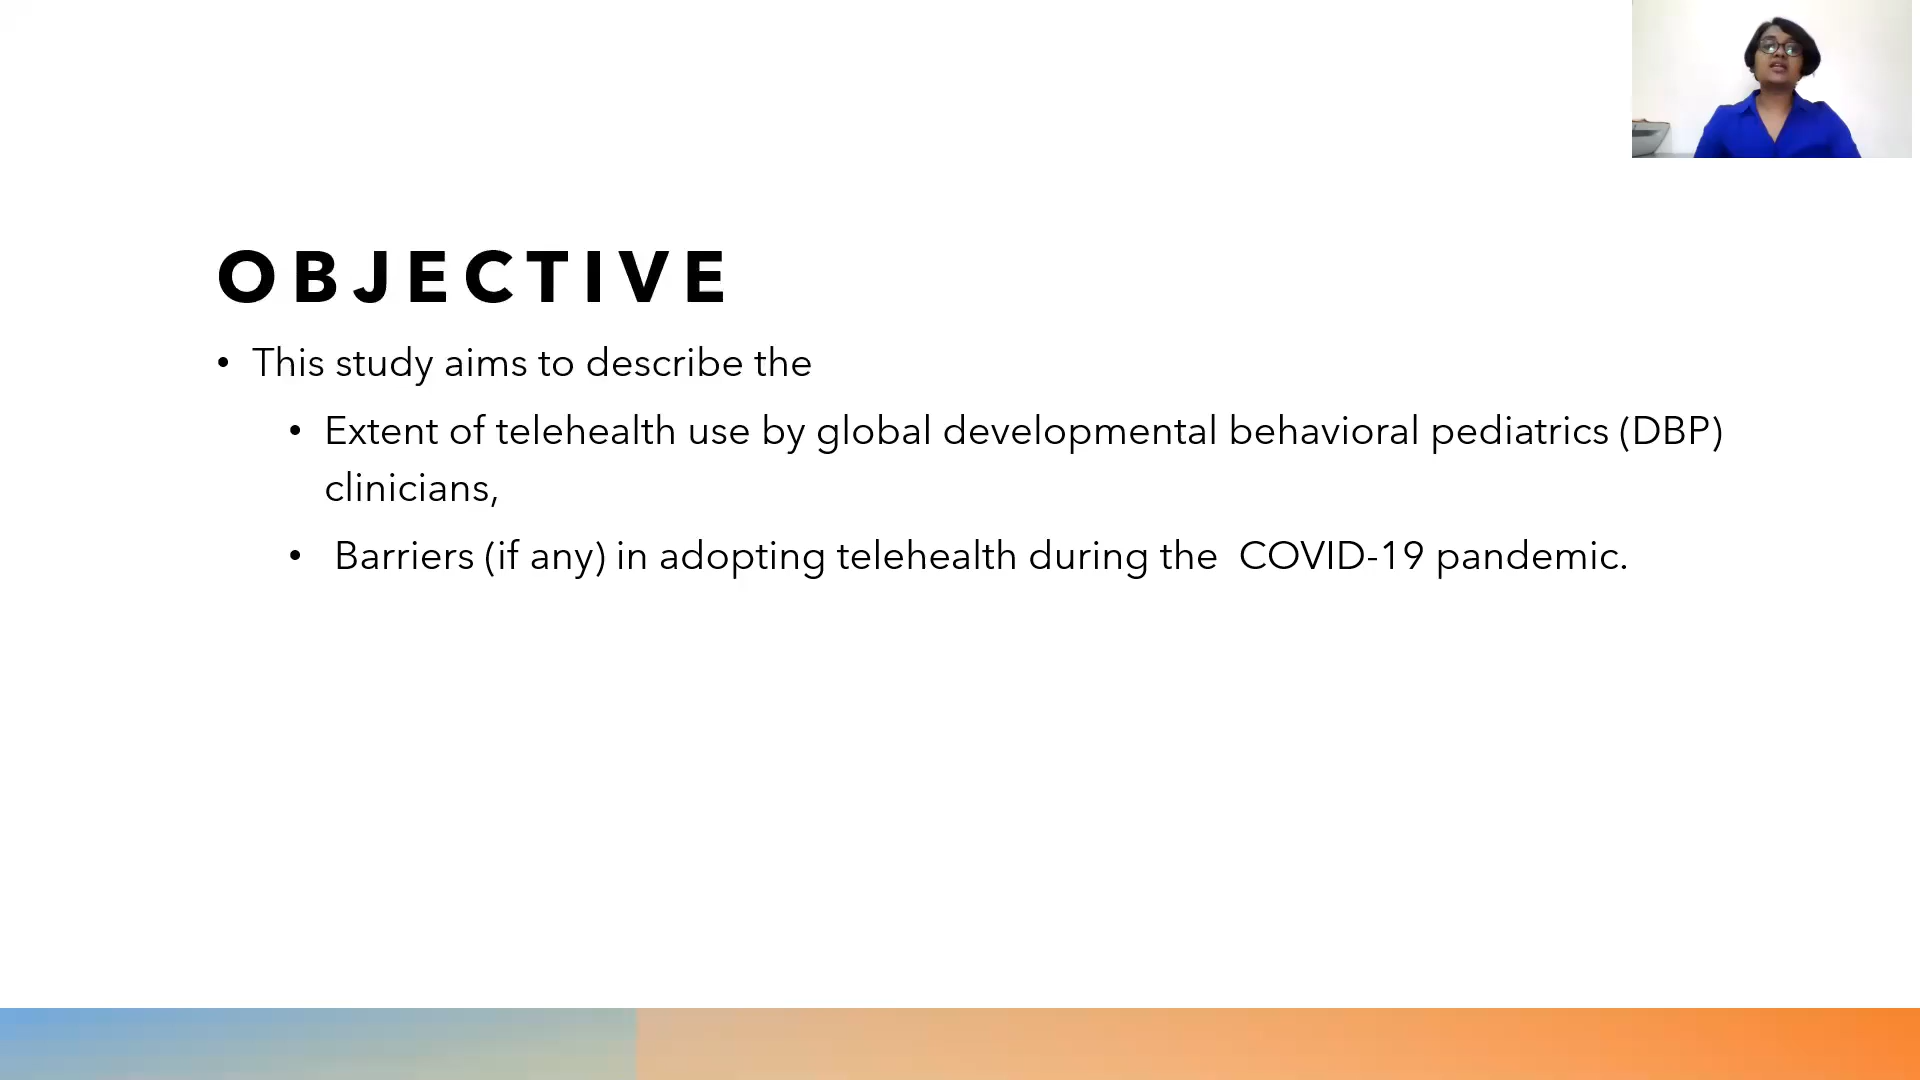 OBJECTIVE
• This study aims to describe the
• Extent of telehealth use by global developmental behavioral pediatrics (DBP)
clinicians,
• Barriers (if any) in adopting telehealth during the COVID-19 pandemic.